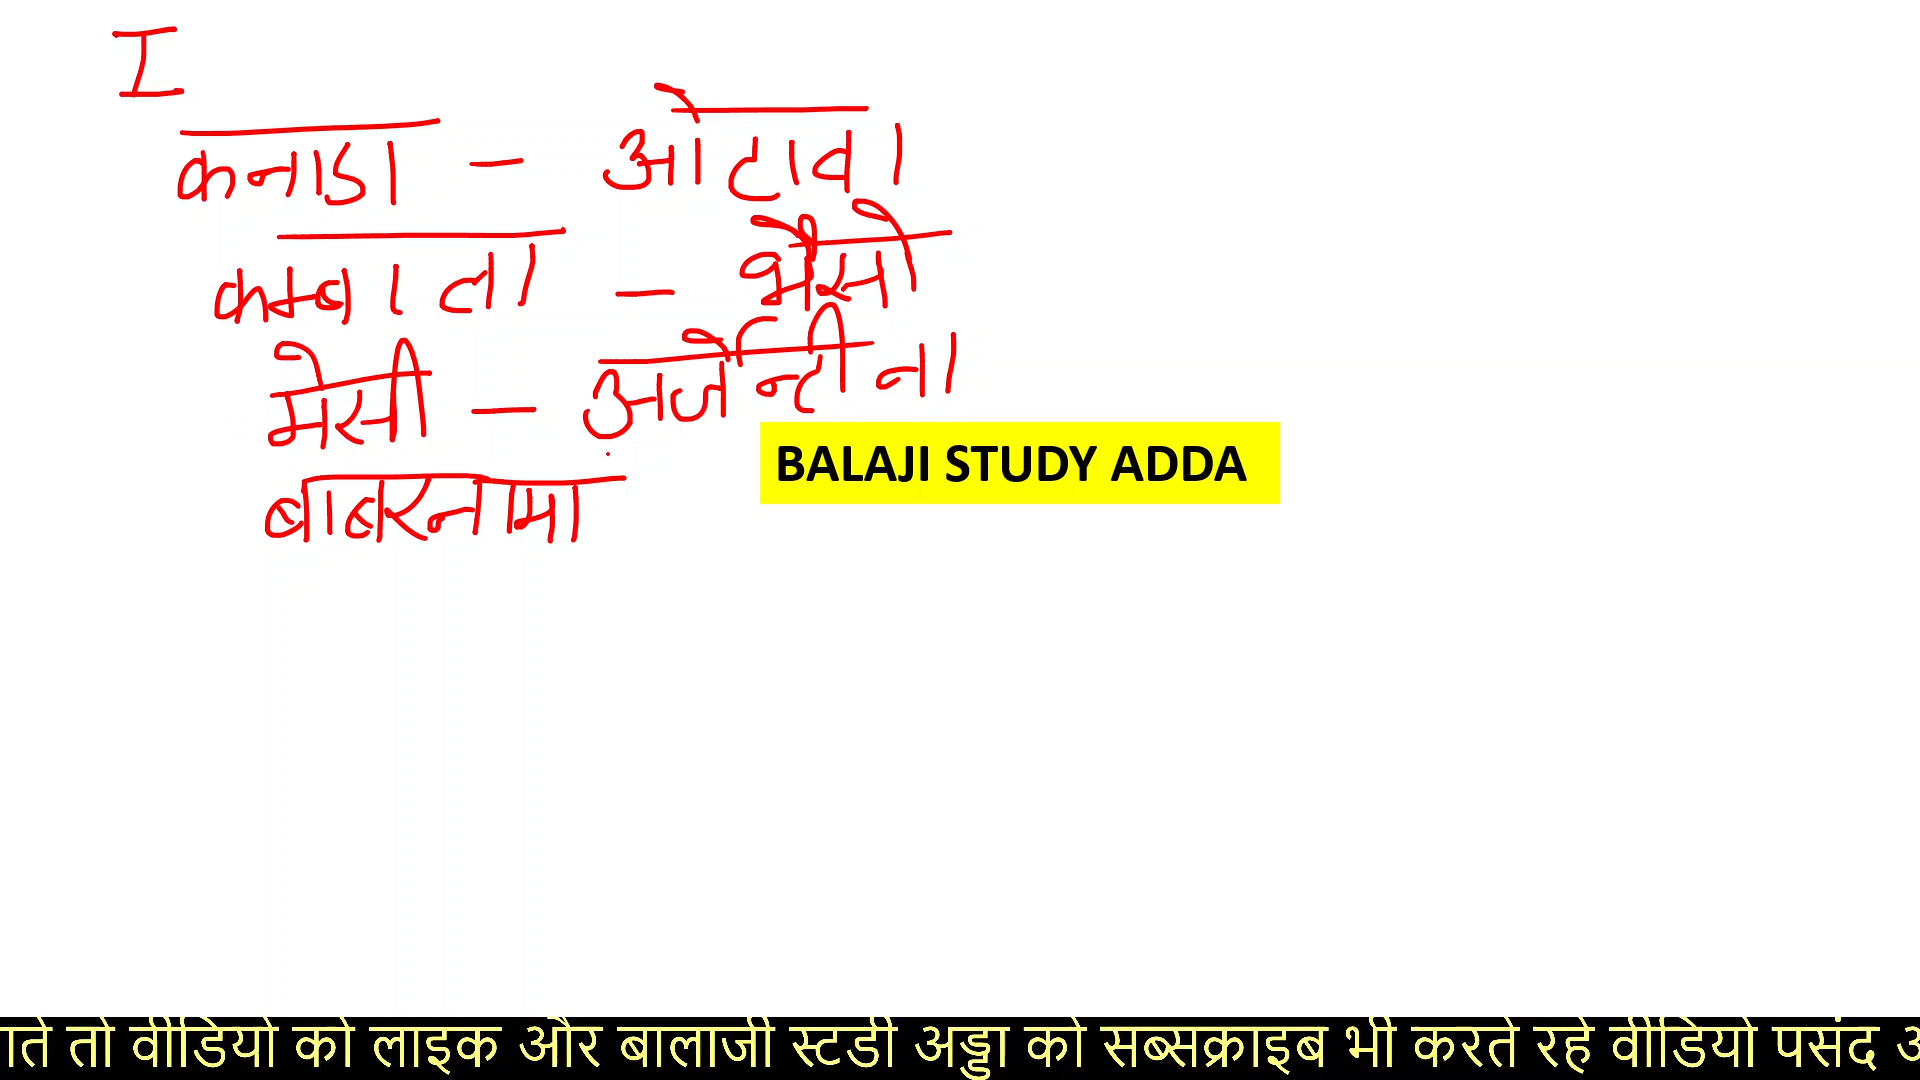 I
कनाडा - ओटावा
कम्बाला - भैंसो
मेसी - अर्जेन्टीना
BALAJI STUDY ADDA
बाबरनामा
ाते तो वीडियो को लाइक और बालाजी स्टडी अड्डा को सब्सक्राइब भी करते रहे वीडियो पसंद अ